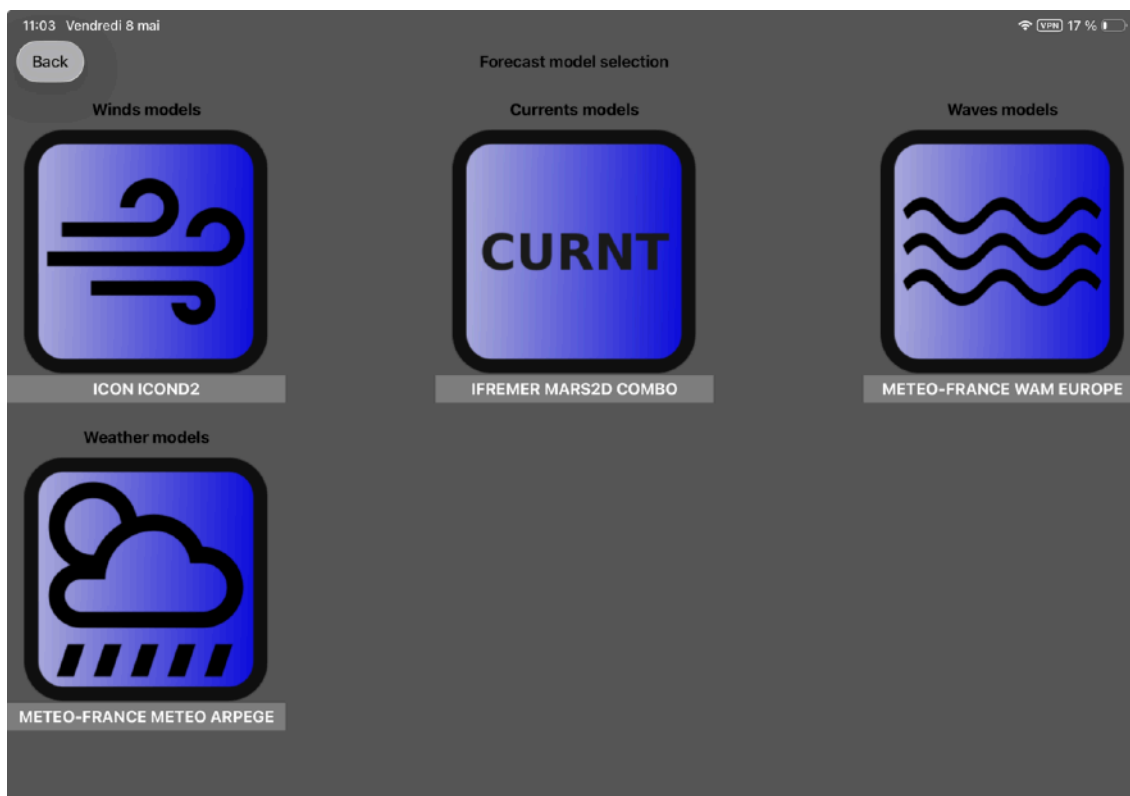 11:03 Vendredi 8 mai VPN 17 %
Back
Forecast model selection
Winds models
Currents models
Waves models
CURNT
ICON ICOND2
IFREMER MARS2D COMBO
METEO-FRANCE WAM EUROPE
Weather models
METEO-FRANCE METEO ARPEGE